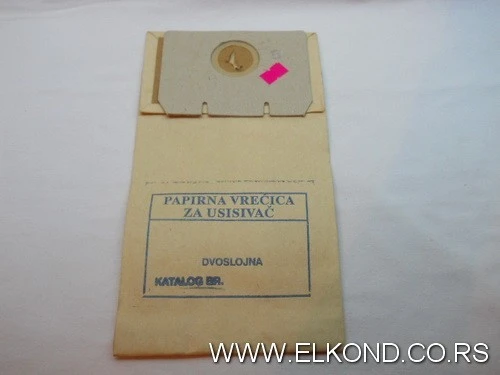 PAPIRNA VREĆICA
ZA USISIVAČ
DVOSLOJNA
KATALOG BR.
WWW.ELKOND.CO.RS